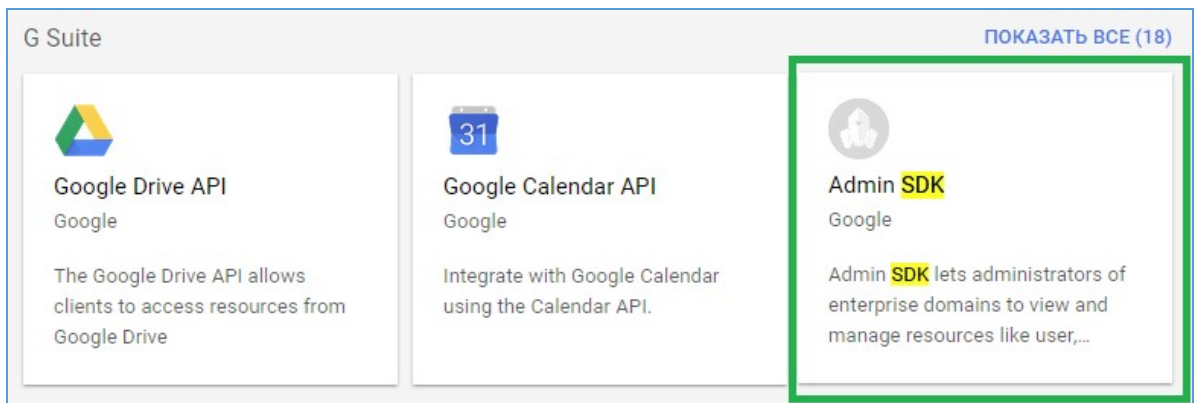 G Suite
ПОКАЗАТЬ ВСЕ (18)
Google Drive API
Google
The Google Drive API allows
clients to access resources from
Google Drive
31
Google Calendar API
Google
Integrate with Google Calendar
using the Calendar API.
Admin SDK
Google
Admin SDK lets administrators of
enterprise domains to view and
manage resources like user,...